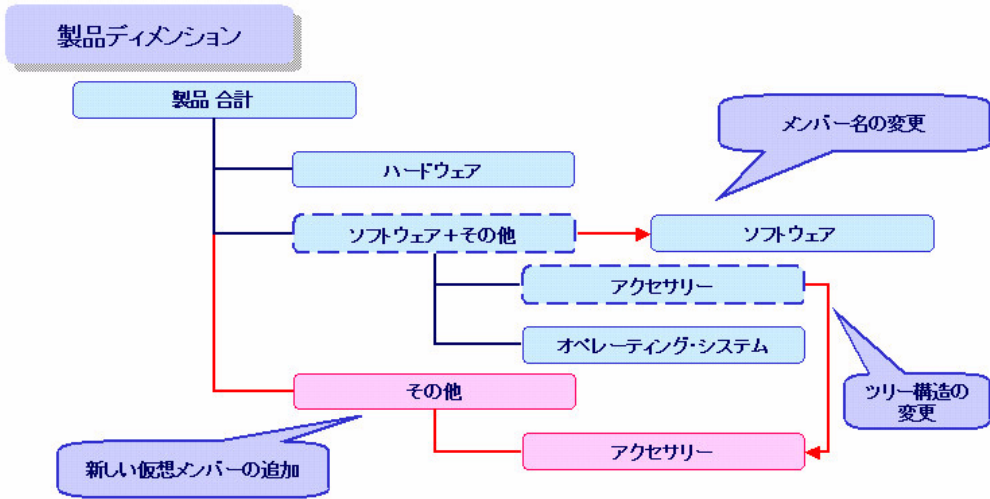 製品ディメンション
製品 合計
メンバー名の変更
ハードウェア
ソフトウェア+その他
ソフトウェア
アクセサリー
オペレーティング・システム
その他
ツリー構造の
変更
アクセサリー
新しい仮想メンバーの追加